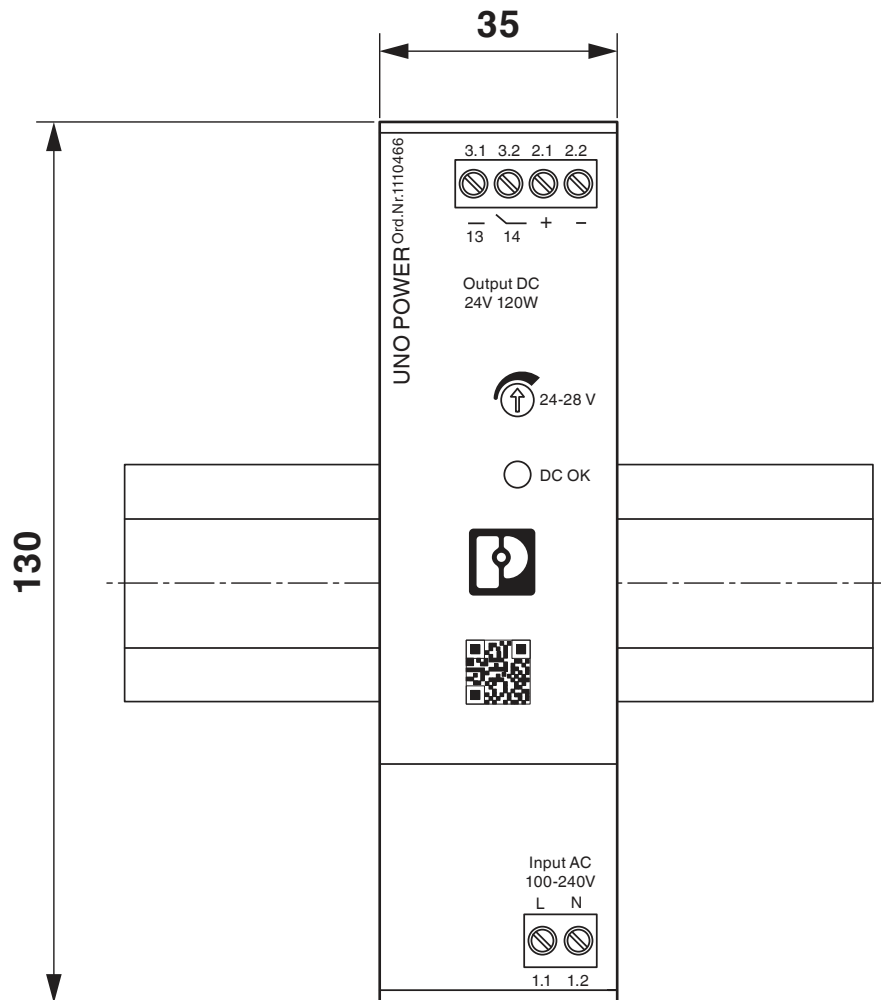 35
130
UNO POWER Ord.Nr.1110466
3.1 3.2 2.1 2.2
13 14 + −
Output DC
24V 120W
24-28 V
DC OK
Input AC
100-240V
L N
1.1 1.2